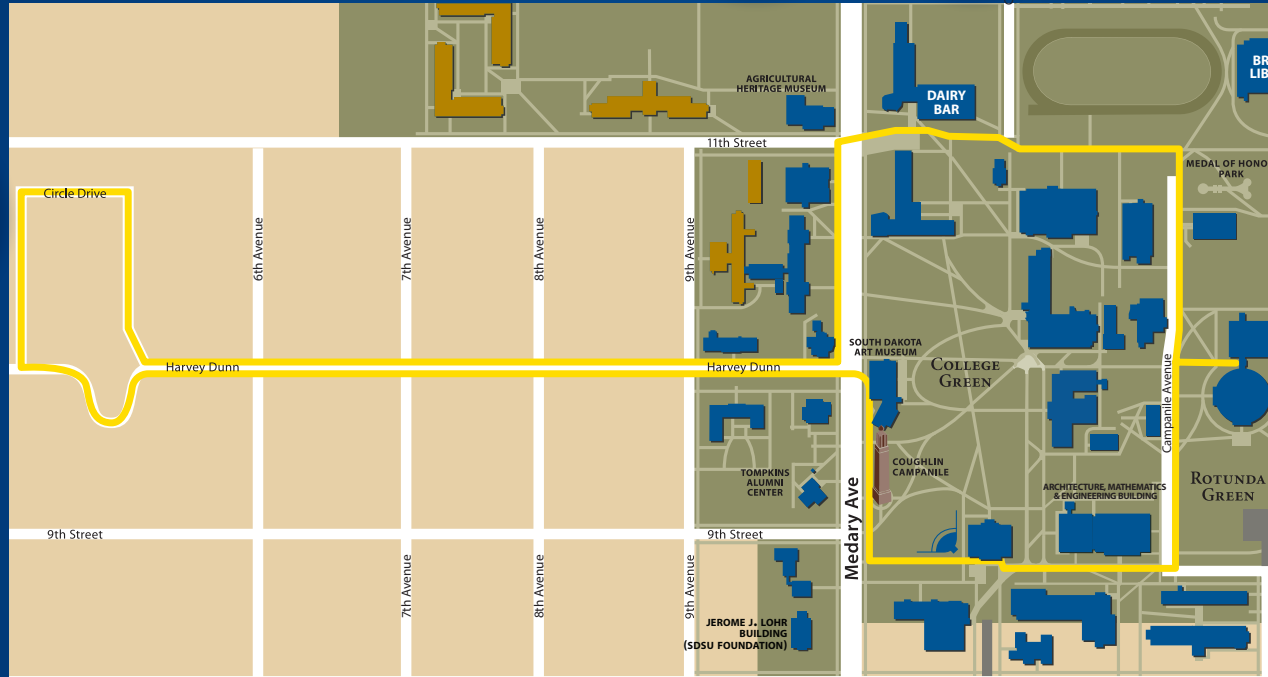 AGRICULTURAL
HERITAGE MUSEUM
DAIRY
BAR
11th Street
MEDAL OF HONO
PARK
Circle Drive
6th Avenue
7th Avenue
8th Avenue
9th Avenue
SOUTH DAKOTA
ART MUSEUM
COLLEGE
GREEN
Harvey Dunn
Harvey Dunn
Campanile Avenue
COUGHLIN
CAMPANILE
TOMPKINS
ALUMNI
CENTER
ARCHITECTURE, MATHEMATICS
& ENGINEERING BUILDING
ROTUNDA
GREEN
Medary Ave
9th Street
9th Street
7th Avenue
8th Avenue
9th Avenue
JEROME J. LOHR
BUILDING
(SDSU FOUNDATION)